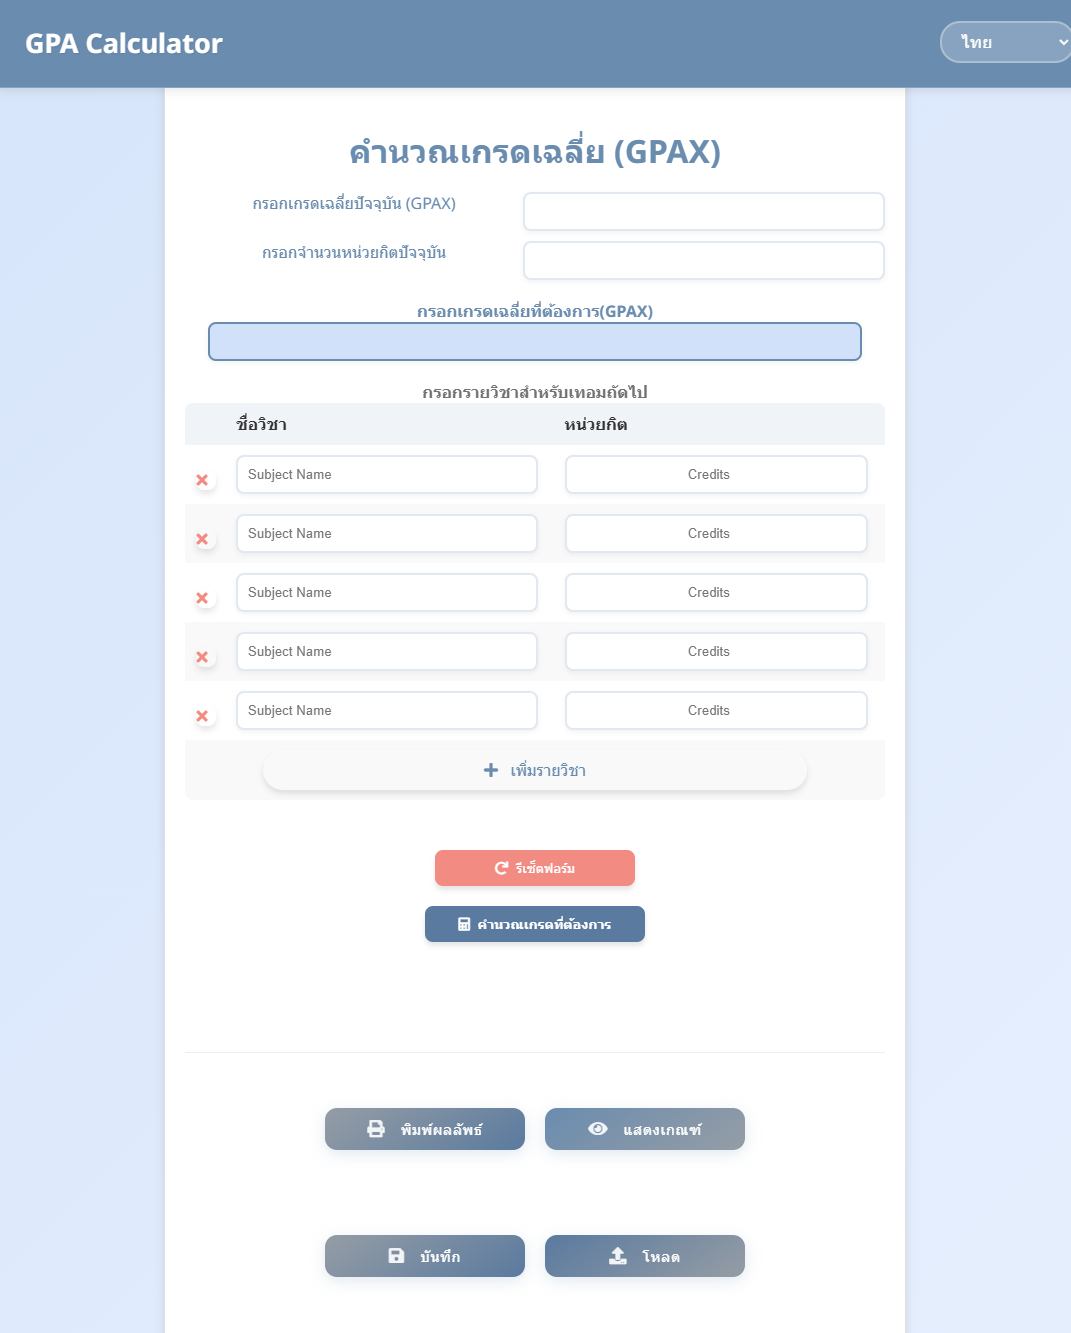 GPA Calculator
ไทย
คำนวณเกรดเฉลี่ย (GPAX)
กรอกเกรดเฉลี่ยปัจจุบัน (GPAX)
กรอกจำนวนหน่วยกิตปัจจุบัน
กรอกเกรดเฉลี่ยที่ต้องการ(GPAX)
กรอกรายวิชาสำหรับเทอมถัดไป
ชื่อวิชา หน่วยกิต
Subject Name Credits
Subject Name Credits
Subject Name Credits
Subject Name Credits
Subject Name Credits
เพิ่มรายวิชา
รีเซ็ตฟอร์ม
คำนวณเกรดที่ต้องการ
พิมพ์ผลลัพธ์ แสดงเกณฑ์
บันทึก โหลด